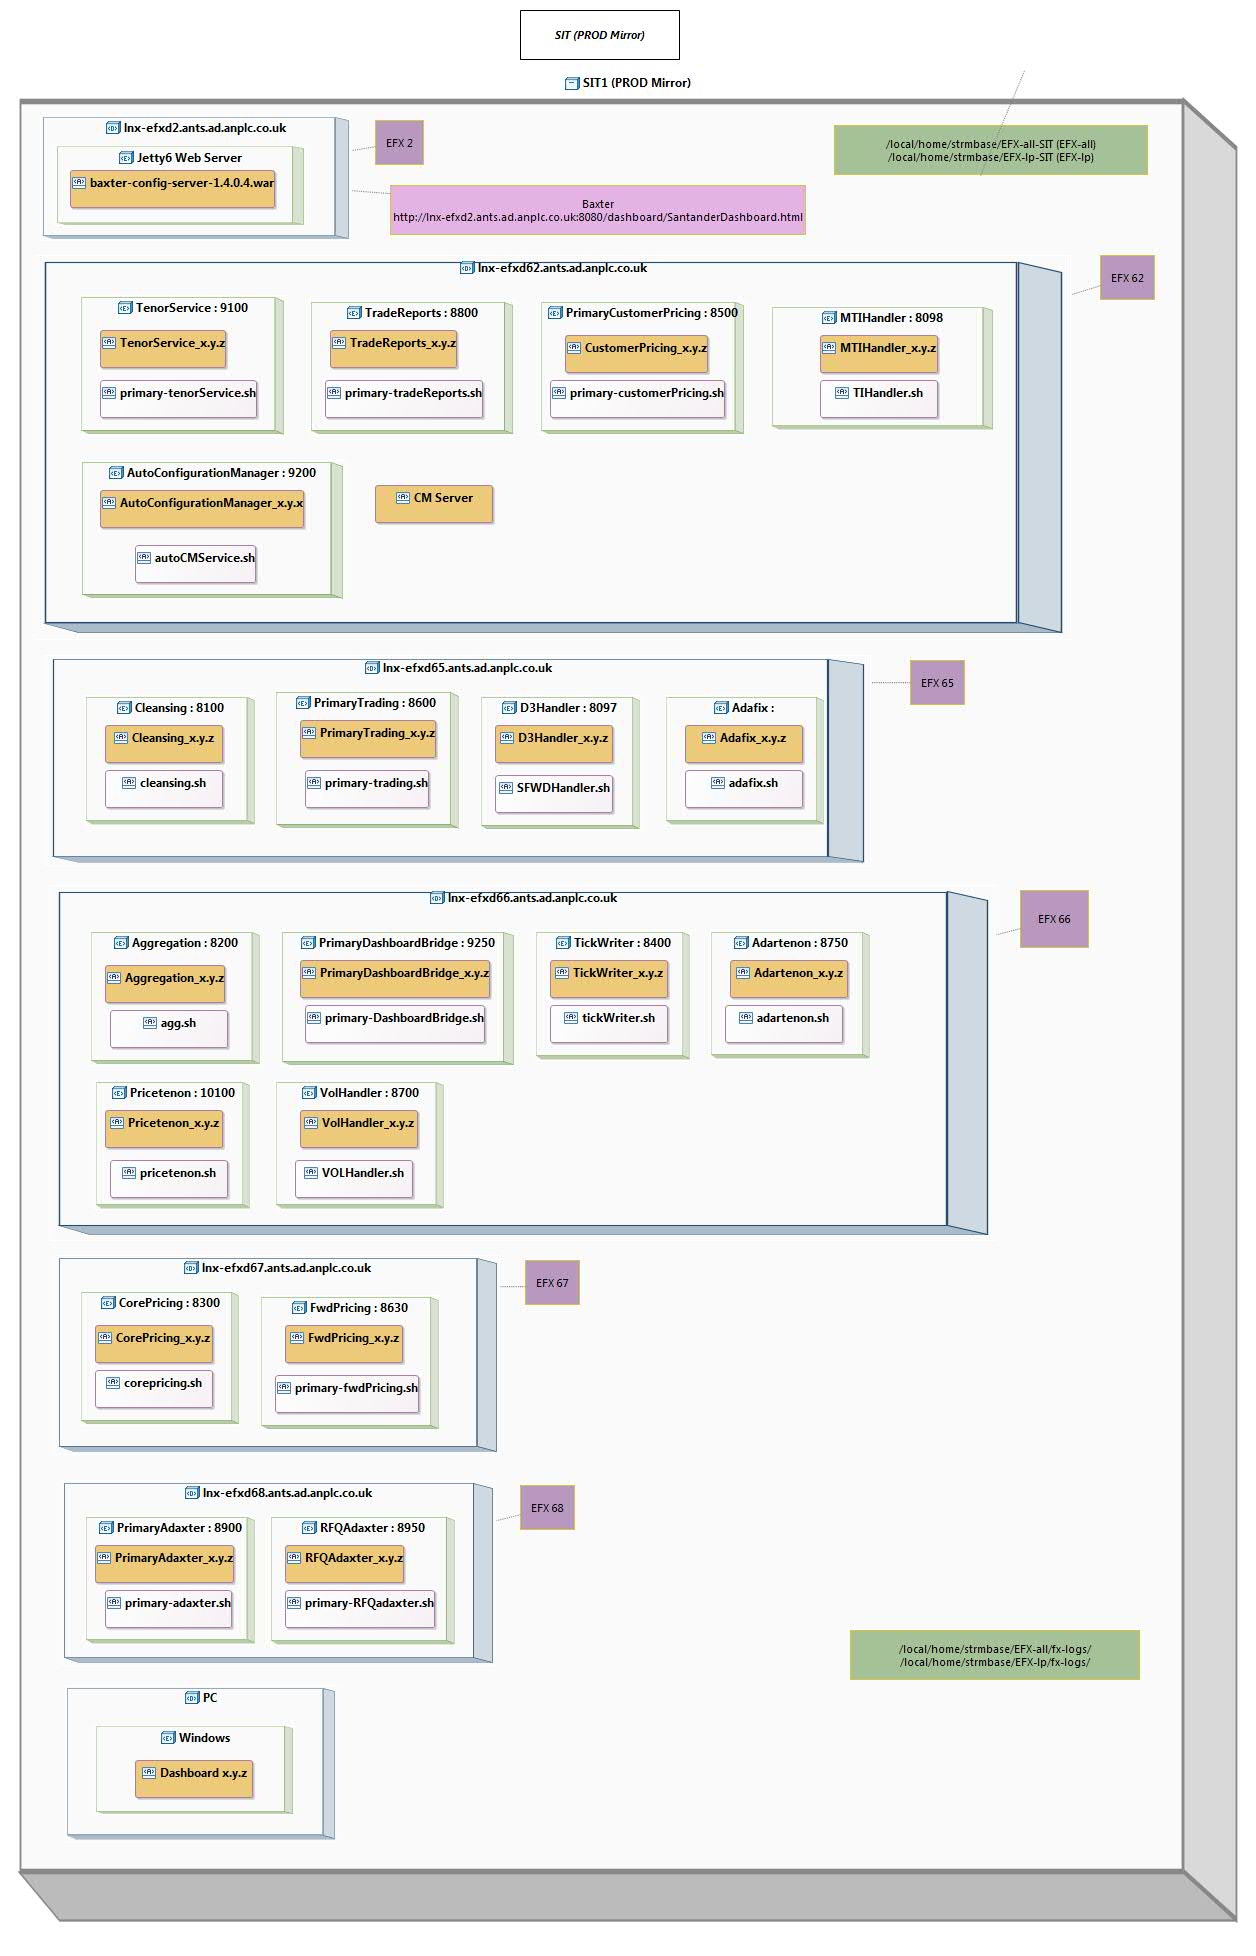 SIT (PROD Mirror)
SIT1 (PROD Mirror)
lnx-efxd2.ants.ad.anplc.co.uk
Jetty6 Web Server
baxter-config-server-1.4.0.4.war
EFX 2
/local/home/strmbase/EFX-all-SIT (EFX-all)
/local/home/strmbase/EFX-lp-SIT (EFX-lp)
Baxter
http://lnx-efxd2.ants.ad.anplc.co.uk:8080/dashboard/SantanderDashboard.html
lnx-efxd62.ants.ad.anplc.co.uk
EFX 62
TenorService : 9100
TenorService_x.y.z
primary-tenorService.sh
TradeReports : 8800
TradeReports_x.y.z
primary-tradeReports.sh
PrimaryCustomerPricing : 8500
CustomerPricing_x.y.z
primary-customerPricing.sh
MTIHandler : 8098
MTIHandler_x.y.z
TIHandler.sh
AutoConfigurationManager : 9200
AutoConfigurationManager_x.y.x
autoCMService.sh
CM Server
lnx-efxd65.ants.ad.anplc.co.uk
EFX 65
Cleansing : 8100
Cleansing_x.y.z
cleansing.sh
PrimaryTrading : 8600
PrimaryTrading_x.y.z
primary-trading.sh
D3Handler : 8097
D3Handler_x.y.z
SFWDHandler.sh
Adafix :
Adafix_x.y.z
adafix.sh
lnx-efxd66.ants.ad.anplc.co.uk
EFX 66
Aggregation : 8200
Aggregation_x.y.z
agg.sh
PrimaryDashboardBridge : 9250
PrimaryDashboardBridge_x.y.z
primary-DashboardBridge.sh
TickWriter : 8400
TickWriter_x.y.z
tickWriter.sh
Adartenon : 8750
Adartenon_x.y.z
adartenon.sh
Pricetenon : 10100
Pricetenon_x.y.z
pricetenon.sh
VolHandler : 8700
VolHandler_x.y.z
VOLHandler.sh
lnx-efxd67.ants.ad.anplc.co.uk
EFX 67
CorePricing : 8300
CorePricing_x.y.z
corepricing.sh
FwdPricing : 8630
FwdPricing_x.y.z
primary-fwdPricing.sh
lnx-efxd68.ants.ad.anplc.co.uk
EFX 68
PrimaryAdaxter : 8900
PrimaryAdaxter_x.y.z
primary-adaxter.sh
RFQAdaxter : 8950
RFQAdaxter_x.y.z
primary-RFQadaxter.sh
/local/home/strmbase/EFX-all/fx-logs/
/local/home/strmbase/EFX-lp/fx-logs/
PC
Windows
Dashboard x.y.z